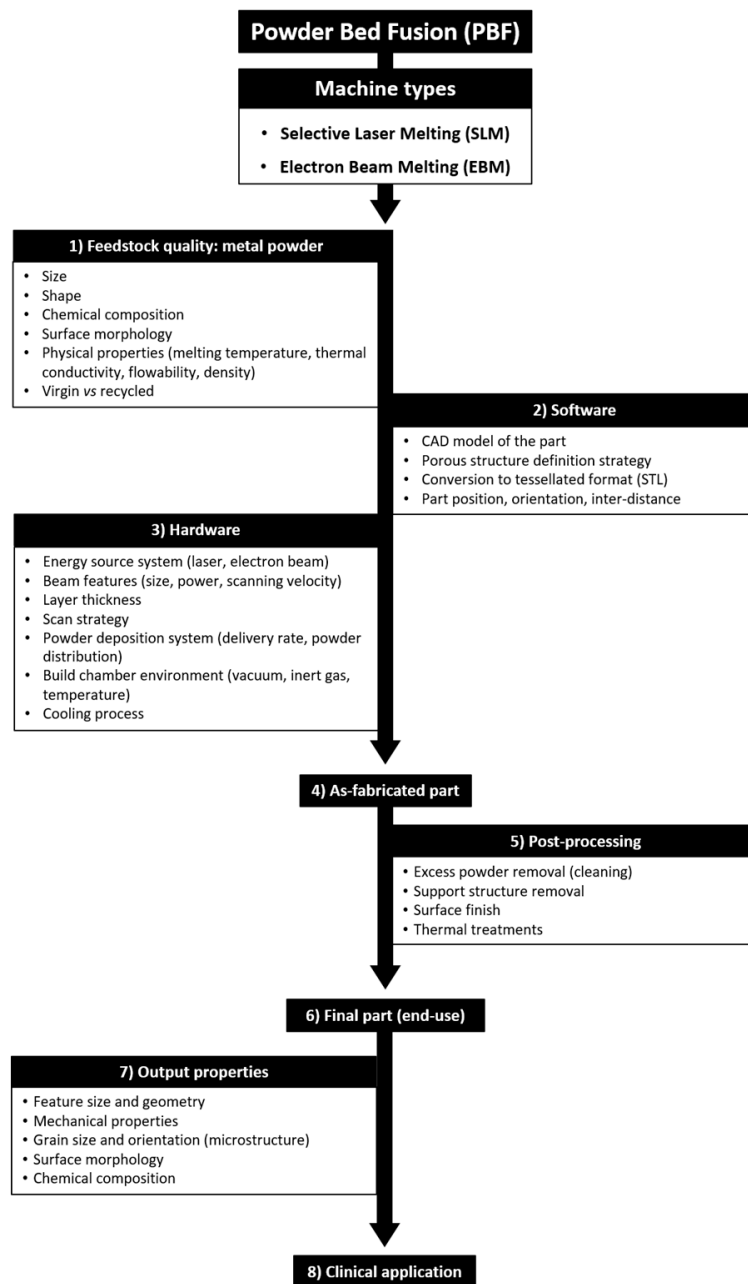 Powder Bed Fusion (PBF)
Machine types
• Selective Laser Melting (SLM)
• Electron Beam Melting (EBM)
1) Feedstock quality: metal powder
• Size
• Shape
• Chemical composition
• Surface morphology
• Physical properties (melting temperature, thermal
conductivity, flowability, density)
• Virgin vs recycled
2) Software
• CAD model of the part
• Porous structure definition strategy
• Conversion to tessellated format (STL)
• Part position, orientation, inter-distance
3) Hardware
• Energy source system (laser, electron beam)
• Beam features (size, power, scanning velocity)
• Layer thickness
• Scan strategy
• Powder deposition system (delivery rate, powder
distribution)
• Build chamber environment (vacuum, inert gas,
temperature)
• Cooling process
4) As-fabricated part
5) Post-processing
• Excess powder removal (cleaning)
• Support structure removal
• Surface finish
• Thermal treatments
6) Final part (end-use)
7) Output properties
• Feature size and geometry
• Mechanical properties
• Grain size and orientation (microstructure)
• Surface morphology
• Chemical composition
8) Clinical application